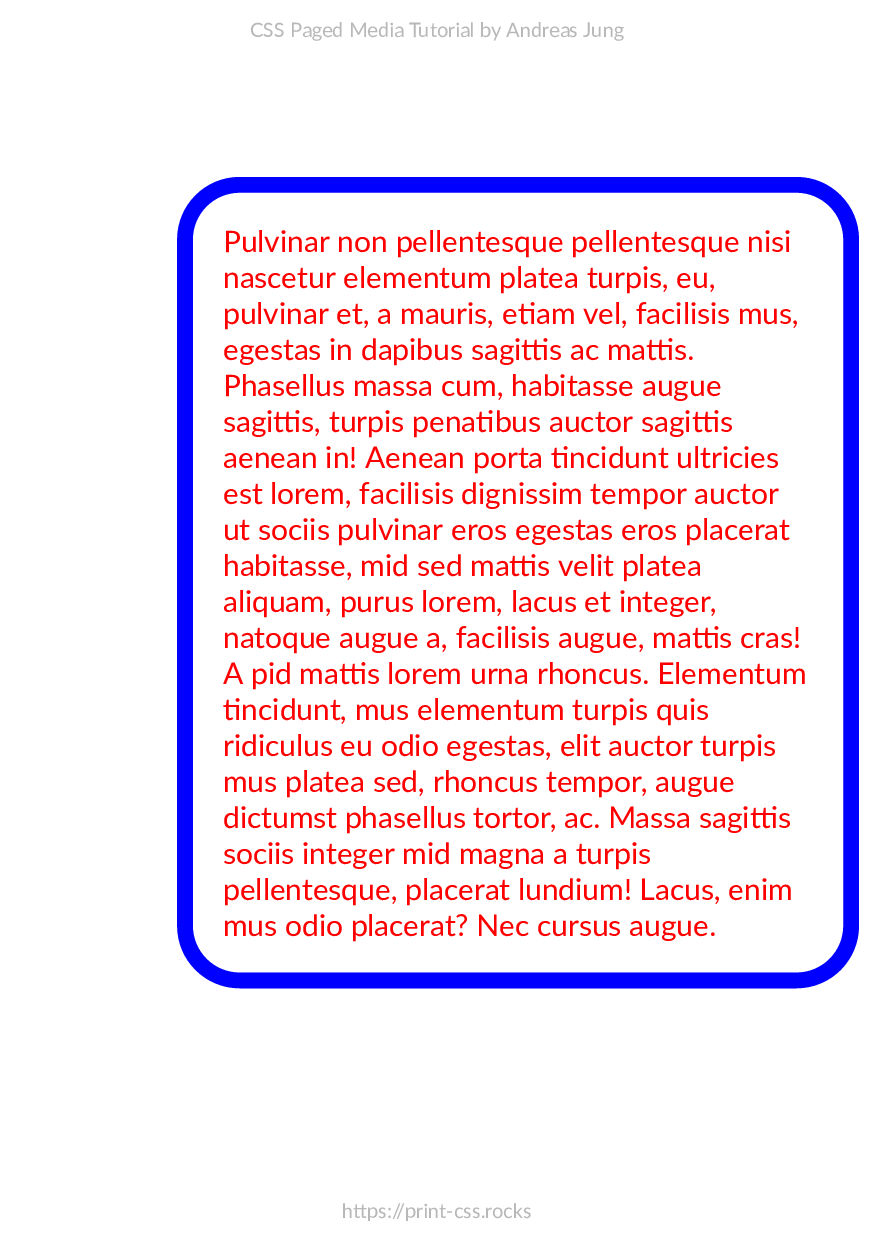 CSS Paged Media Tutorial by Andreas Jung
Pulvinar non pellentesque pellentesque nisi
nascetur elementum platea turpis, eu,
pulvinar et, a mauris, etiam vel, facilisis mus,
egestas in dapibus sagittis ac mattis.
Phasellus massa cum, habitasse augue
sagittis, turpis penatibus auctor sagittis
aenean in! Aenean porta tincidunt ultricies
est lorem, facilisis dignissim tempor auctor
ut sociis pulvinar eros egestas eros placerat
habitasse, mid sed mattis velit platea
aliquam, purus lorem, lacus et integer,
natoque augue a, facilisis augue, mattis cras!
A pid mattis lorem urna rhoncus. Elementum
tincidunt, mus elementum turpis quis
ridiculus eu odio egestas, elit auctor turpis
mus platea sed, rhoncus tempor, augue
dictumst phasellus tortor, ac. Massa sagittis
sociis integer mid magna a turpis
pellentesque, placerat lundium! Lacus, enim
mus odio placerat? Nec cursus augue.
https://print-css.rocks